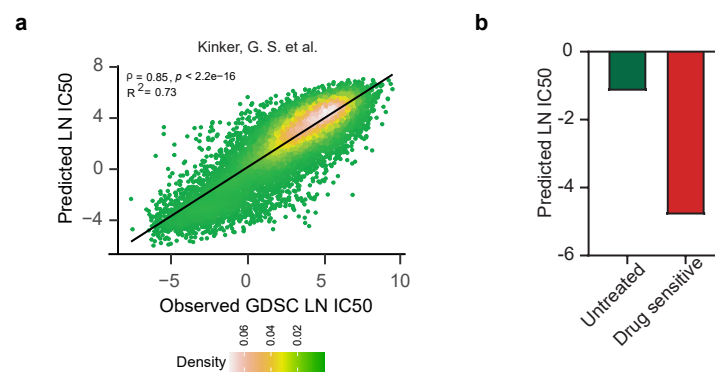 a
Kinker, G. S. et al.
ρ = 0.85, p < 2.2e−16
R 2 = 0.73
Predicted LN IC50
8
4
0
−4
−5 0 5 10
Observed GDSC LN IC50
0.06 0.04 0.02
Density
b
Predicted LN IC50
0
-2
-4
-6
Untreated
Drug sensitive